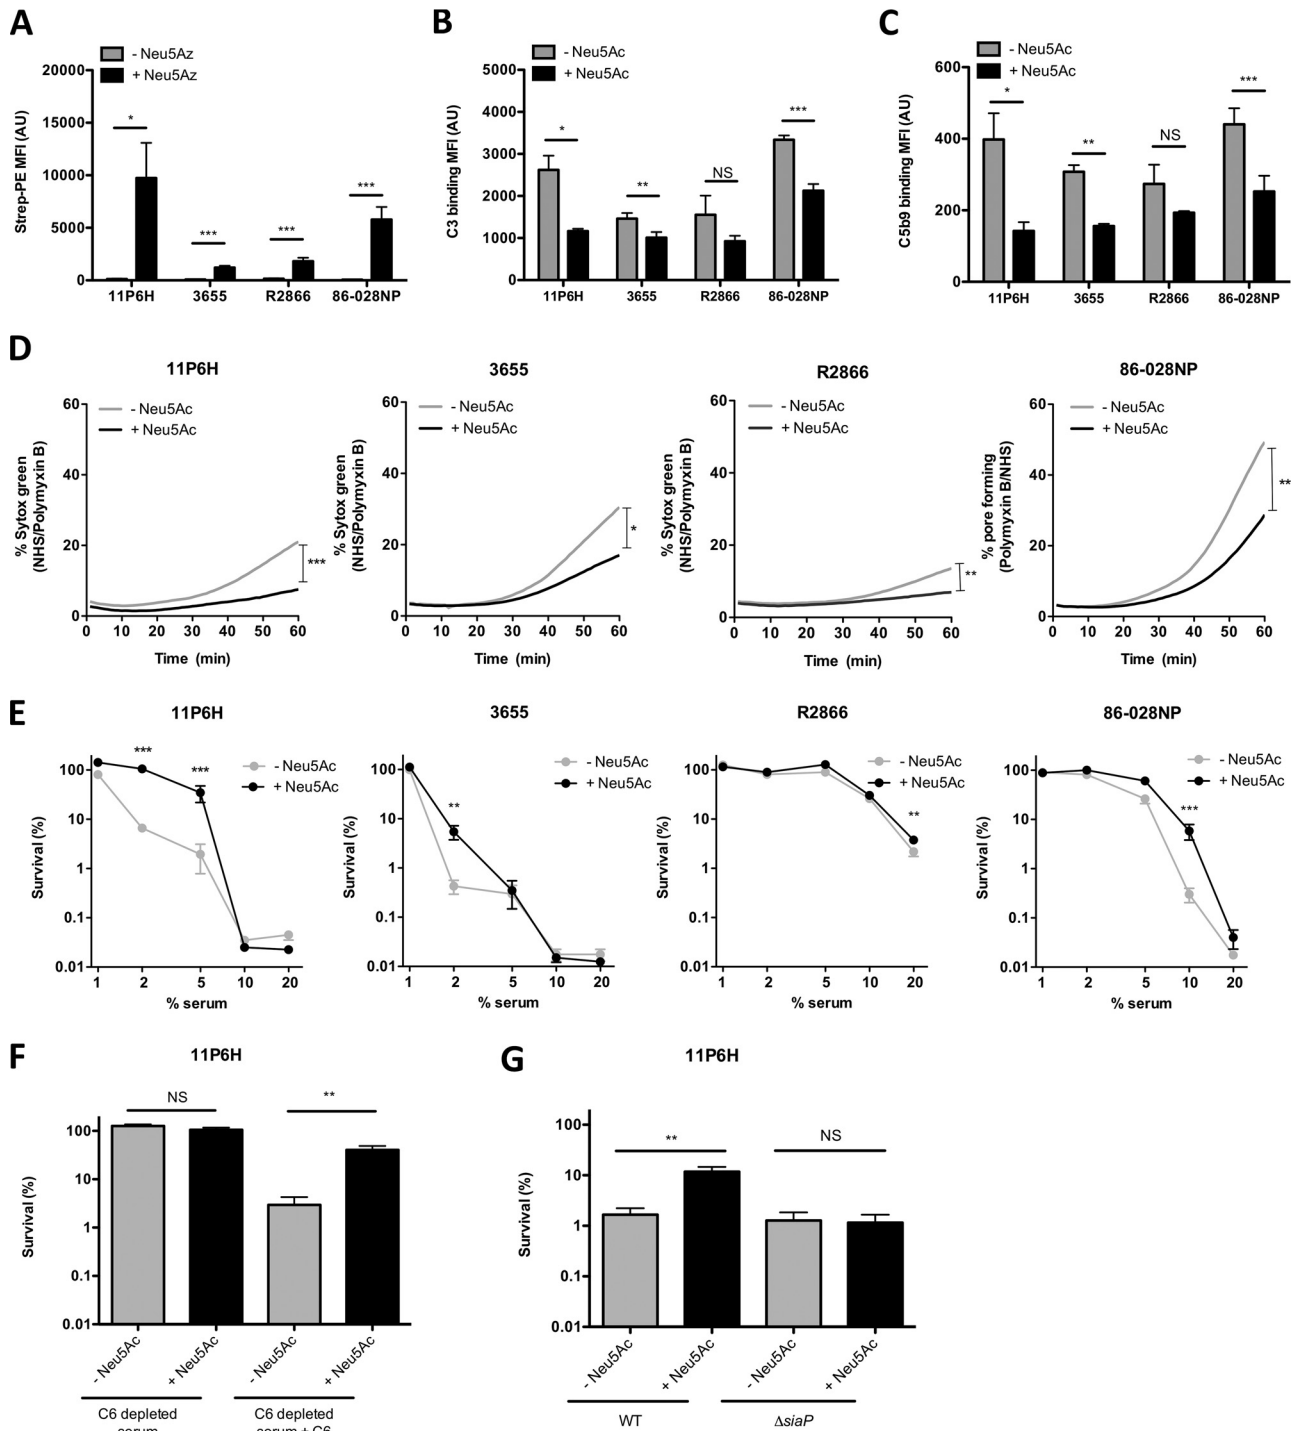 A
- Neu5Az
+ Neu5Az
Strep-PE MFI (AU)
20000
15000
10000
5000
0
*
***
***
***
11P6H
3655
R2866
86-028NP
B
- Neu5Ac
+ Neu5Ac
C3 binding MFI (AU)
5000
4000
3000
2000
1000
0
*
**
NS
***
11P6H
3655
R2866
86-028NP
C
- Neu5Ac
+ Neu5Ac
C5b9 binding MFI (AU)
600
400
200
0
*
**
NS
***
11P6H
3655
R2866
86-028NP
D
11P6H
- Neu5Ac
+ Neu5Ac
% Sytox green
(NHS/Polymyxin B)
60
40
20
0
***
0 10 20 30 40 50 60
Time (min)
3655
- Neu5Ac
+ Neu5Ac
% Sytox green
(NHS/Polymyxin B)
60
40
20
0
*
0 10 20 30 40 50 60
Time (min)
R2866
- Neu5Ac
+ Neu5Ac
% Sytox green
(NHS/Polymyxin B)
60
40
20
0
**
0 10 20 30 40 50 60
Time (min)
86-028NP
- Neu5Ac
+ Neu5Ac
% pore forming
(Polymyxin B/NHS)
60
40
20
0
**
0 10 20 30 40 50 60
Time (min)
E
11P6H
- Neu5Ac
+ Neu5Ac
Survival (%)
100
10
1
0.1
0.01
***
***
1 2 5 10 20
% serum
3655
- Neu5Ac
+ Neu5Ac
Survival (%)
100
10
1
0.1
0.01
**
1 2 5 10 20
% serum
R2866
- Neu5Ac
+ Neu5Ac
Survival (%)
100
10
1
0.1
0.01
**
1 2 5 10 20
% serum
86-028NP
- Neu5Ac
+ Neu5Ac
Survival (%)
100
10
1
0.1
0.01
***
1 2 5 10 20
% serum
F
11P6H
Survival (%)
100
10
1
0.1
0.01
NS
**
- Neu5Ac
+ Neu5Ac
- Neu5Ac
+ Neu5Ac
C6 depleted
serum
C6 depleted
serum + C6
G
11P6H
Survival (%)
100
10
1
0.1
0.01
**
NS
- Neu5Ac
+ Neu5Ac
- Neu5Ac
+ Neu5Ac
WT
ΔsiaP